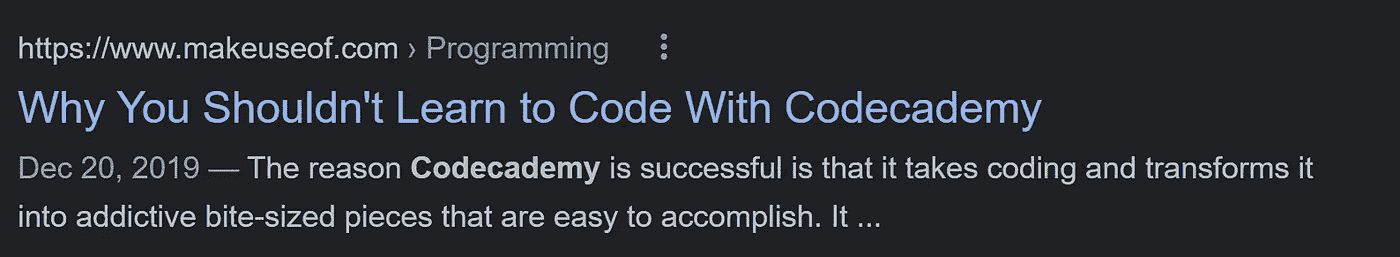 https://www.makeuseof.com › Programming
Why You Shouldn't Learn to Code With Codecademy
Dec 20, 2019 — The reason Codecademy is successful is that it takes coding and transforms it
into addictive bite-sized pieces that are easy to accomplish. It ...